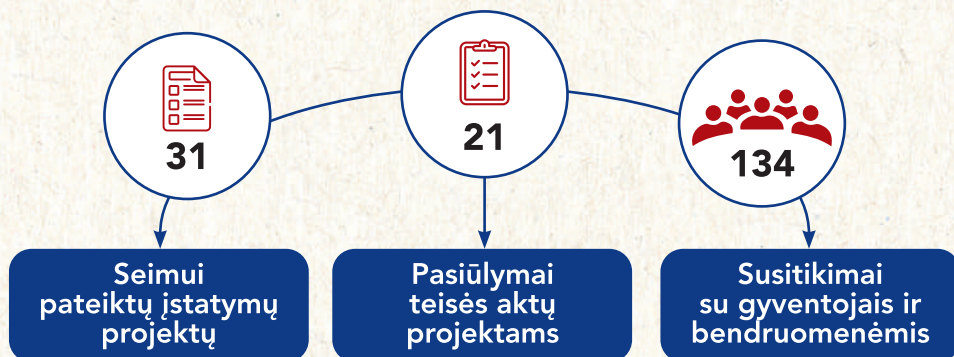 31
21
134
Seimui
pateiktų įstatymų
projektų
Pasiūlymai
teisės aktų
projektams
Susitikimai
su gyventojais ir
bendruomenėmis